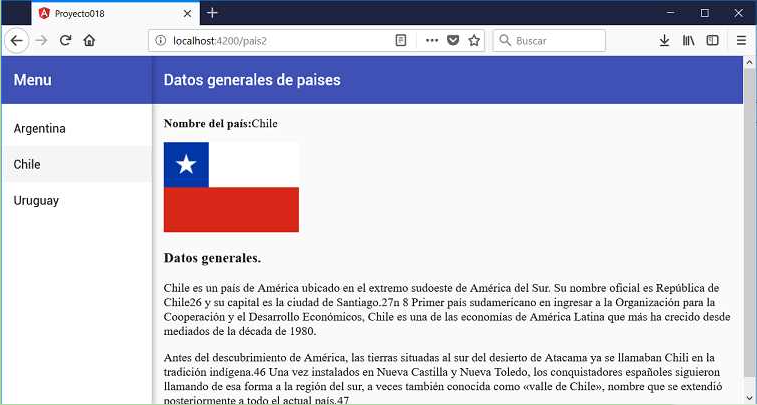 Proyecto018
localhost:4200/pais2
Buscar
Menu
Datos generales de paises
Argentina
Chile
Uruguay
Nombre del país:Chile
Datos generales.
Chile es un país de América ubicado en el extremo sudoeste de América del Sur. Su nombre oficial es República de
Chile26 y su capital es la ciudad de Santiago.27n 8 Primer país sudamericano en ingresar a la Organización para la
Cooperación y el Desarrollo Económicos, Chile es una de las economías de América Latina que más ha crecido desde
mediados de la década de 1980.
Antes del descubrimiento de América, las tierras situadas al sur del desierto de Atacama ya se llamaban Chili en la
tradición indígena.46 Una vez instalados en Nueva Castilla y Nueva Toledo, los conquistadores españoles siguieron
llamando de esa forma a la región del sur, a veces también conocida como «valle de Chile», nombre que se extendió
posteriormente a todo el actual país.47